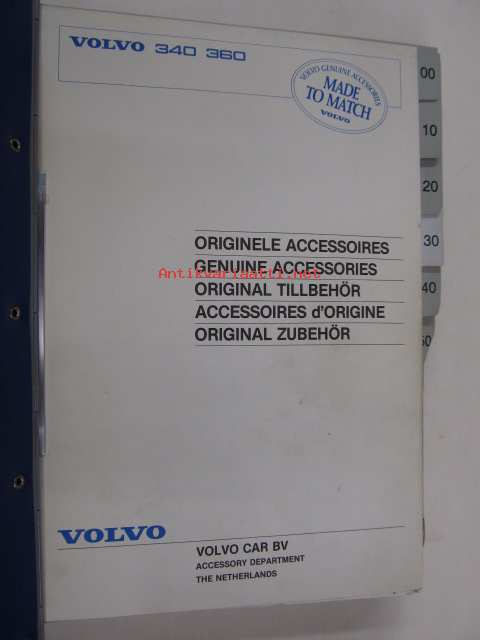 VOLVO 340 360
VOLVO GENUINE ACCESSORIES
MADE
TO MATCH
VOLVO
00
10
20
30
40
50
ORIGINELE ACCESSOIRES
GENUINE ACCESSORIES
Antikvariaatti.net
ORIGINAL TILLBEHÖR
ACCESSOIRES d'ORIGINE
ORIGINAL ZUBEHÖR
VOLVO
VOLVO CAR BV
ACCESSORY DEPARTMENT
THE NETHERLANDS